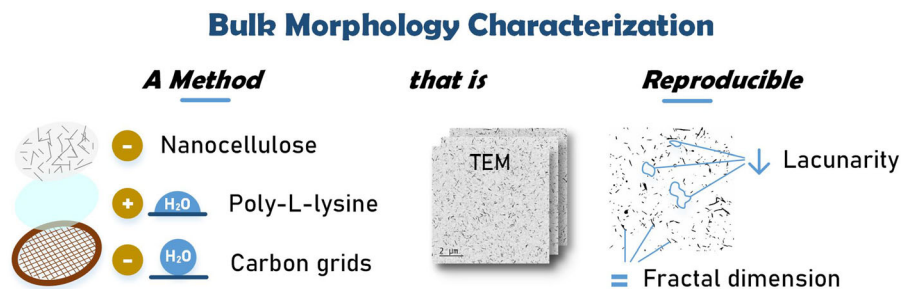 Bulk Morphology Characterization
A Method that is Reproducible
- Nanocellulose
+ H₂O Poly-L-lysine
- H₂O Carbon grids
TEM
2 µm
↓ Lacunarity
= Fractal dimension